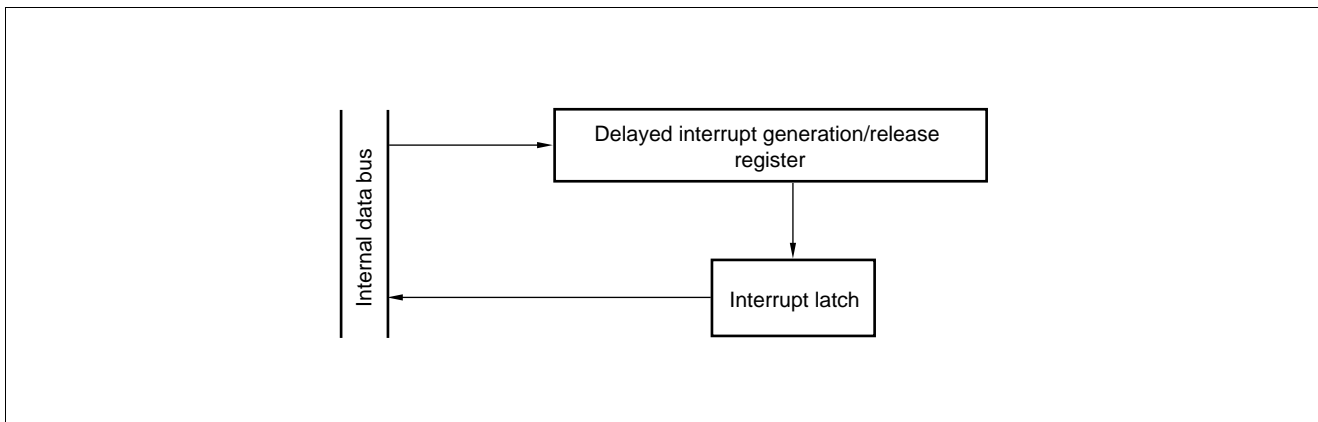 Delayed interrupt generation/release
register
Internal data bus
Interrupt latch